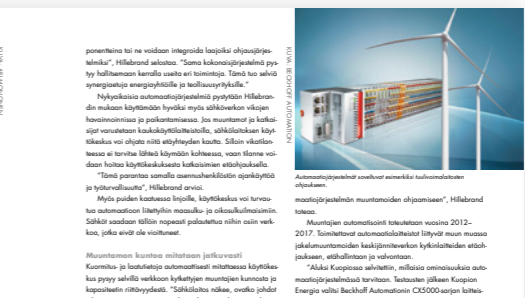 KUVA: BECKHOFF AUTOMATION
ponentteina tai ne voidaan integroida laajoiksi ohjausjärjes-
telmiksi", Hillebrand selostaa. "Sama kokonaisjärjestelmä pys-
tyy hallitsemaan kerralla useita eri toimintoja. Tämä tuo selviä
synergiaetuja energiayhtiöille ja teollisuusyrityksille."
Nykyaikaisia automaatiojärjestelmiä pystytään Hillebran-
din mukaan käyttämään hyväksi myös sähköverkon vikojen
havainnoinnissa ja paikantamisessa. Jos muuntamot ja katkai-
sijat varustetaan kaukokäyttölaitteistoilla, sähkölaitoksen käyt-
tökeskus voi ohjata niitä etäyhteyden kautta. Silloin vikatilan-
teessa ei tarvitse lähteä käymään kohteessa, vaan tilanne voi-
daan hoitaa käyttökeskuksesta katkaisimien etäohjauksella.
"Tämä parantaa samalla asennushenkilöstön ajankäyttöä
ja työturvallisuutta", Hillebrand arvioi.
Myös puiden kaatuessa linjoille, käyttökeskus voi turvau-
tua automaatioon liitettyihin maasulku- ja oikosulkuilmaisimiin.
Sähköt saadaan tällöin nopeasti palautettua niihin osiin verk-
koa, jotka eivät ole vioittuneet.
Muuntamon kuntoa mitataan jatkuvasti
Kuormitus- ja laatutietoja automaattisesti mitattaessa käyttökes-
kus pysyy selvillä verkkoon kytkettyjen muuntajien kunnosta ja
kapasiteetin riittävyydestä. "Sähkölaitos näkee, ovatko johdot
Automaatiojärjestelmät soveltuvat esimerkiksi tuulivoimalaitosten
ohjaukseen.
maatiojärjestelmän muuntamoiden ohjaamiseen", Hillebrand
toteaa.
Muuntajien automatisointi toteutetaan vuosina 2012–
2017. Toimitettavat automaatiolaitteistot liittyvät muun muassa
jakelumuuntamoiden keskijänniteverkon kytkinlaitteiden etäoh-
jaukseen, etähallintaan ja valvontaan.
"Aluksi Kuopiossa selvitettiin, millaisia ominaisuuksia auto-
maatiojärjestelmässä tarvitaan. Testausten jälkeen Kuopion
Energia valitsi Beckhoff Automationin CX5000-sarjan laitteis-